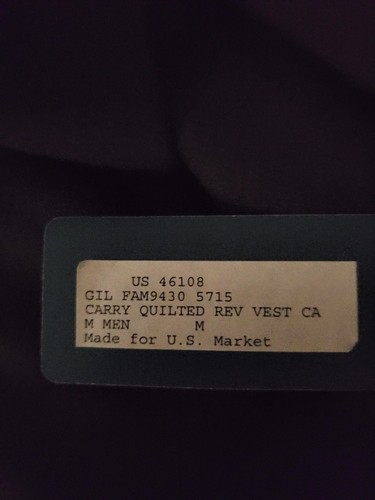 US 46108
GIL FAM9430 5715
CARRY QUILTED REV VEST CA
M MEN M
Made for U.S. Market